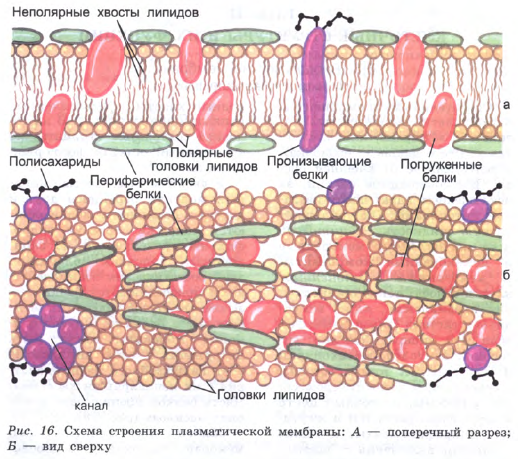 Неполярные хвосты липидов
а
Полисахариды
Полярные
головки липидов
Пронизывающие
белки
Погруженные
белки
Периферические
белки
б
канал
Головки липидов
Рис. 16. Схема строения плазматической мембраны: А — поперечный разрез;
Б — вид сверху